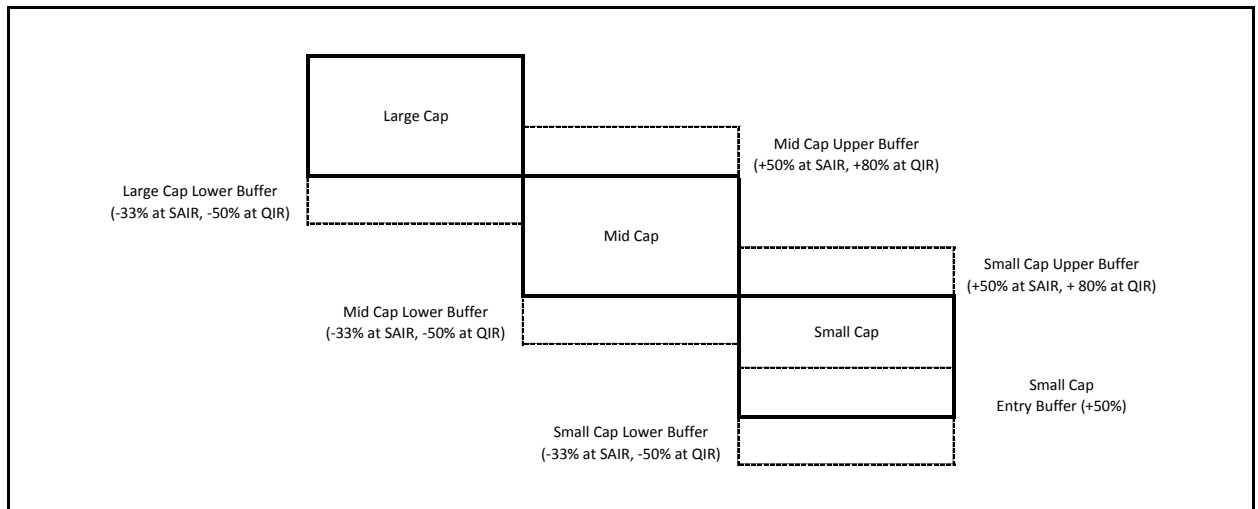 Large Cap
Mid Cap Upper Buffer
(+50% at SAIR, +80% at QIR)
Large Cap Lower Buffer
(-33% at SAIR, -50% at QIR)
Mid Cap
Small Cap Upper Buffer
(+50% at SAIR, + 80% at QIR)
Mid Cap Lower Buffer
(-33% at SAIR, -50% at QIR)
Small Cap
Small Cap
Entry Buffer (+50%)
Small Cap Lower Buffer
(-33% at SAIR, -50% at QIR)